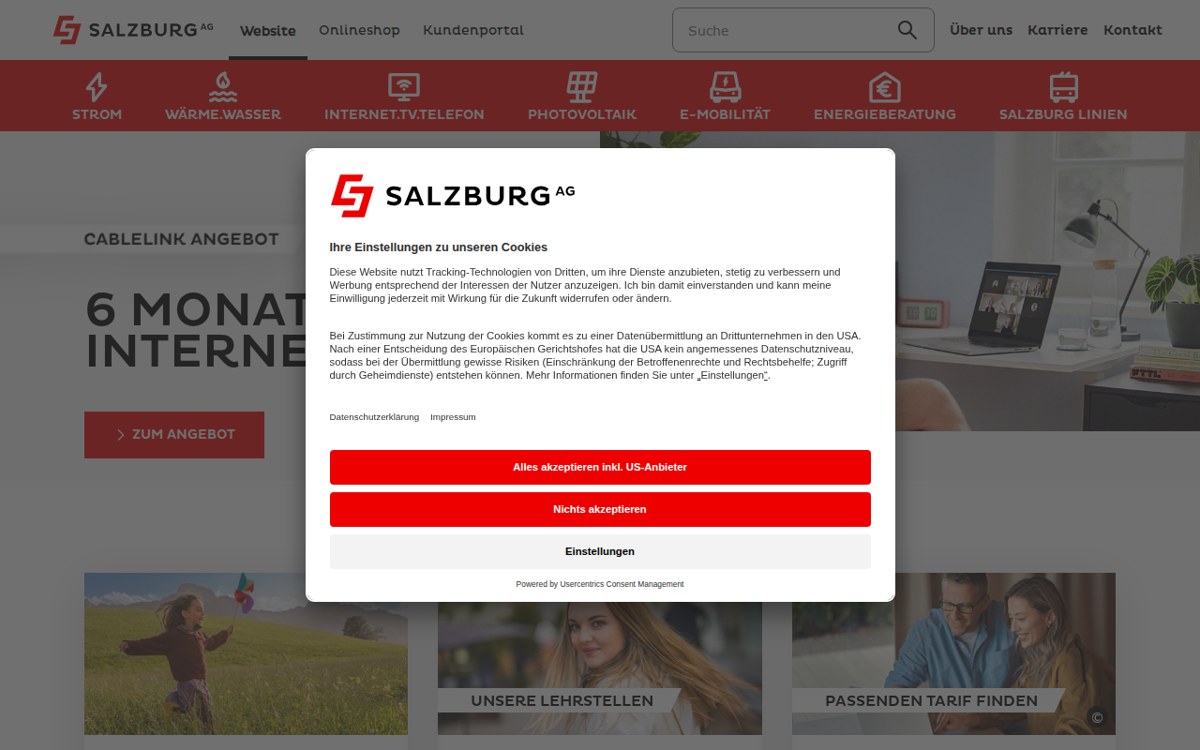 SALZBURG AG
Website
Onlineshop
Kundenportal
Suche
Über uns
Karriere
Kontakt
STROM
WÄRME.WASSER
INTERNET.TV.TELEFON
PHOTOVOLTAIK
E-MOBILITÄT
ENERGIEBERATUNG
SALZBURG LINIEN
CABLELINK ANGEBOT
6 MONAT
INTERNE
ZUM ANGEBOT
SALZBURG AG
Ihre Einstellungen zu unseren Cookies
Diese Website nutzt Tracking-Technologien von Dritten, um ihre Dienste anzubieten, stetig zu verbessern und
Werbung entsprechend der Interessen der Nutzer anzuzeigen. Ich bin damit einverstanden und kann meine
Einwilligung jederzeit mit Wirkung für die Zukunft widerrufen oder ändern.
Bei Zustimmung zur Nutzung der Cookies kommt es zu einer Datenübermittlung an Drittunternehmen in den USA.
Nach einer Entscheidung des Europäischen Gerichtshofes hat die USA kein angemessenes Datenschutzniveau,
sodass bei der Übermittlung gewisse Risiken (Einschränkung der Betroffenenrechte und Rechtsbehelfe; Zugriff
durch Geheimdienste) entstehen können. Mehr Informationen finden Sie unter „Einstellungen“.
Datenschutzerklärung
Impressum
Alles akzeptieren inkl. US-Anbieter
Nichts akzeptieren
Einstellungen
Powered by Usercentrics Consent Management
UNSERE LEHRSTELLEN
PASSENDEN TARIF FINDEN
©